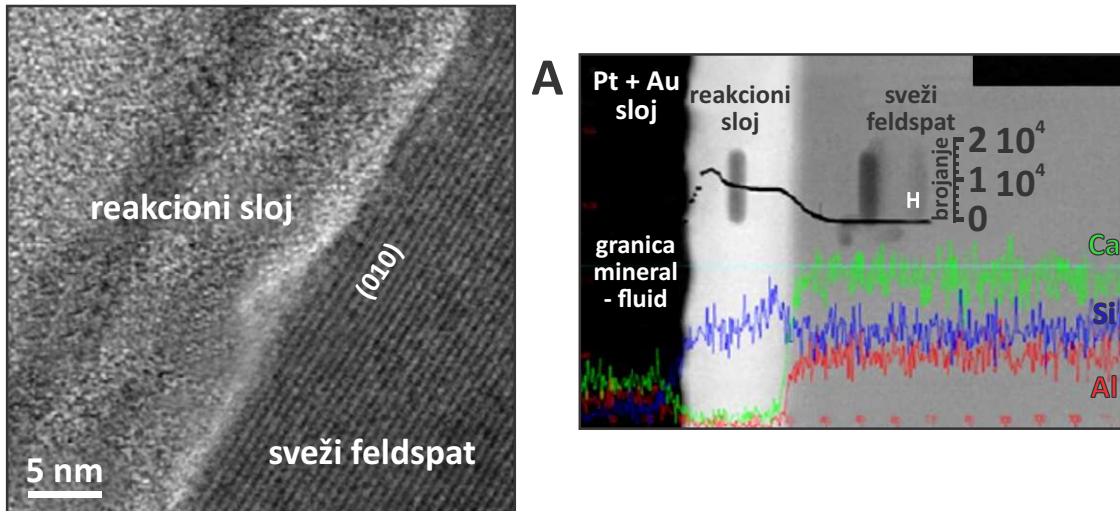 reakcioni sloj
(010)
sveži feldspat
5 nm
A
Pt + Au
sloj
reakcioni
sloj
sveži
feldspat
brojanje
2 10⁴
1 10⁴
0
H
granica
mineral
- fluid
Ca
Si
Al